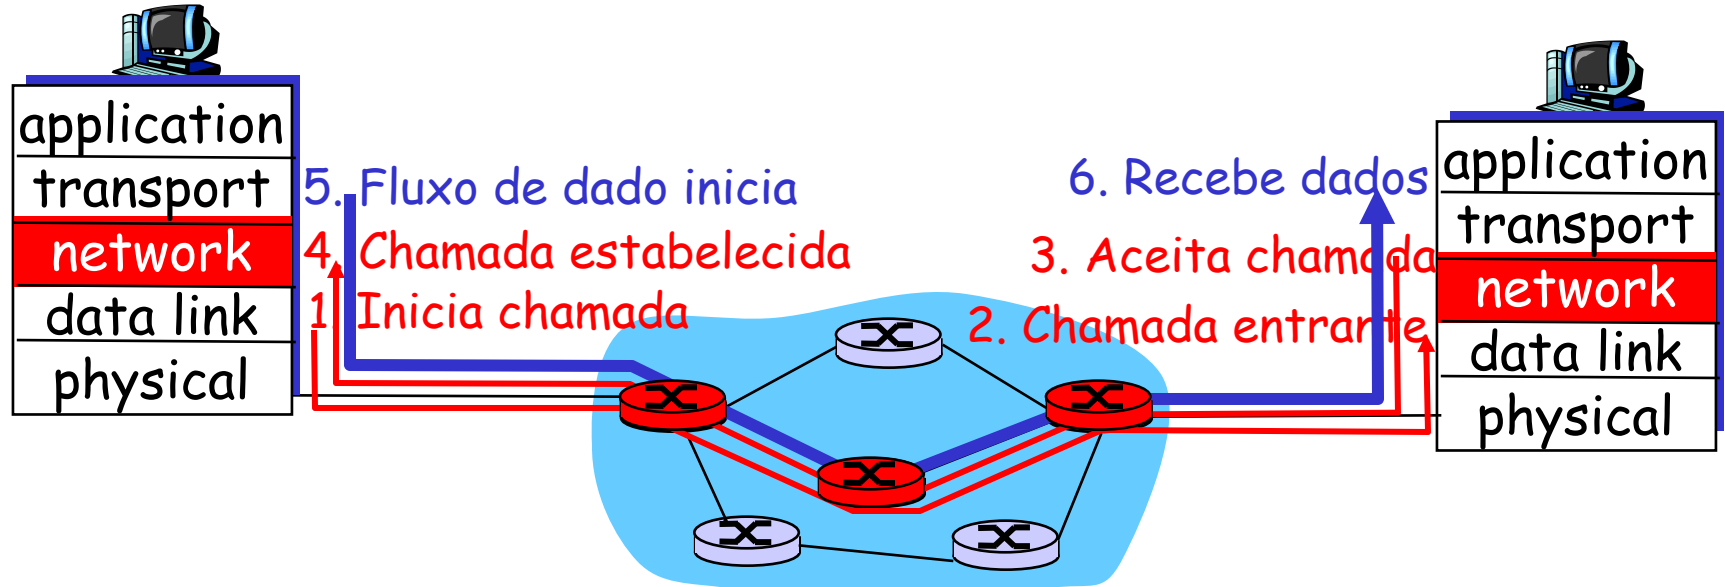 application
transport
network
data link
physical
5. Fluxo de dado inicia
4. Chamada estabelecida
1. Inicia chamada
6. Recebe dados
3. Aceita chamada
2. Chamada entrante
application
transport
network
data link
physical